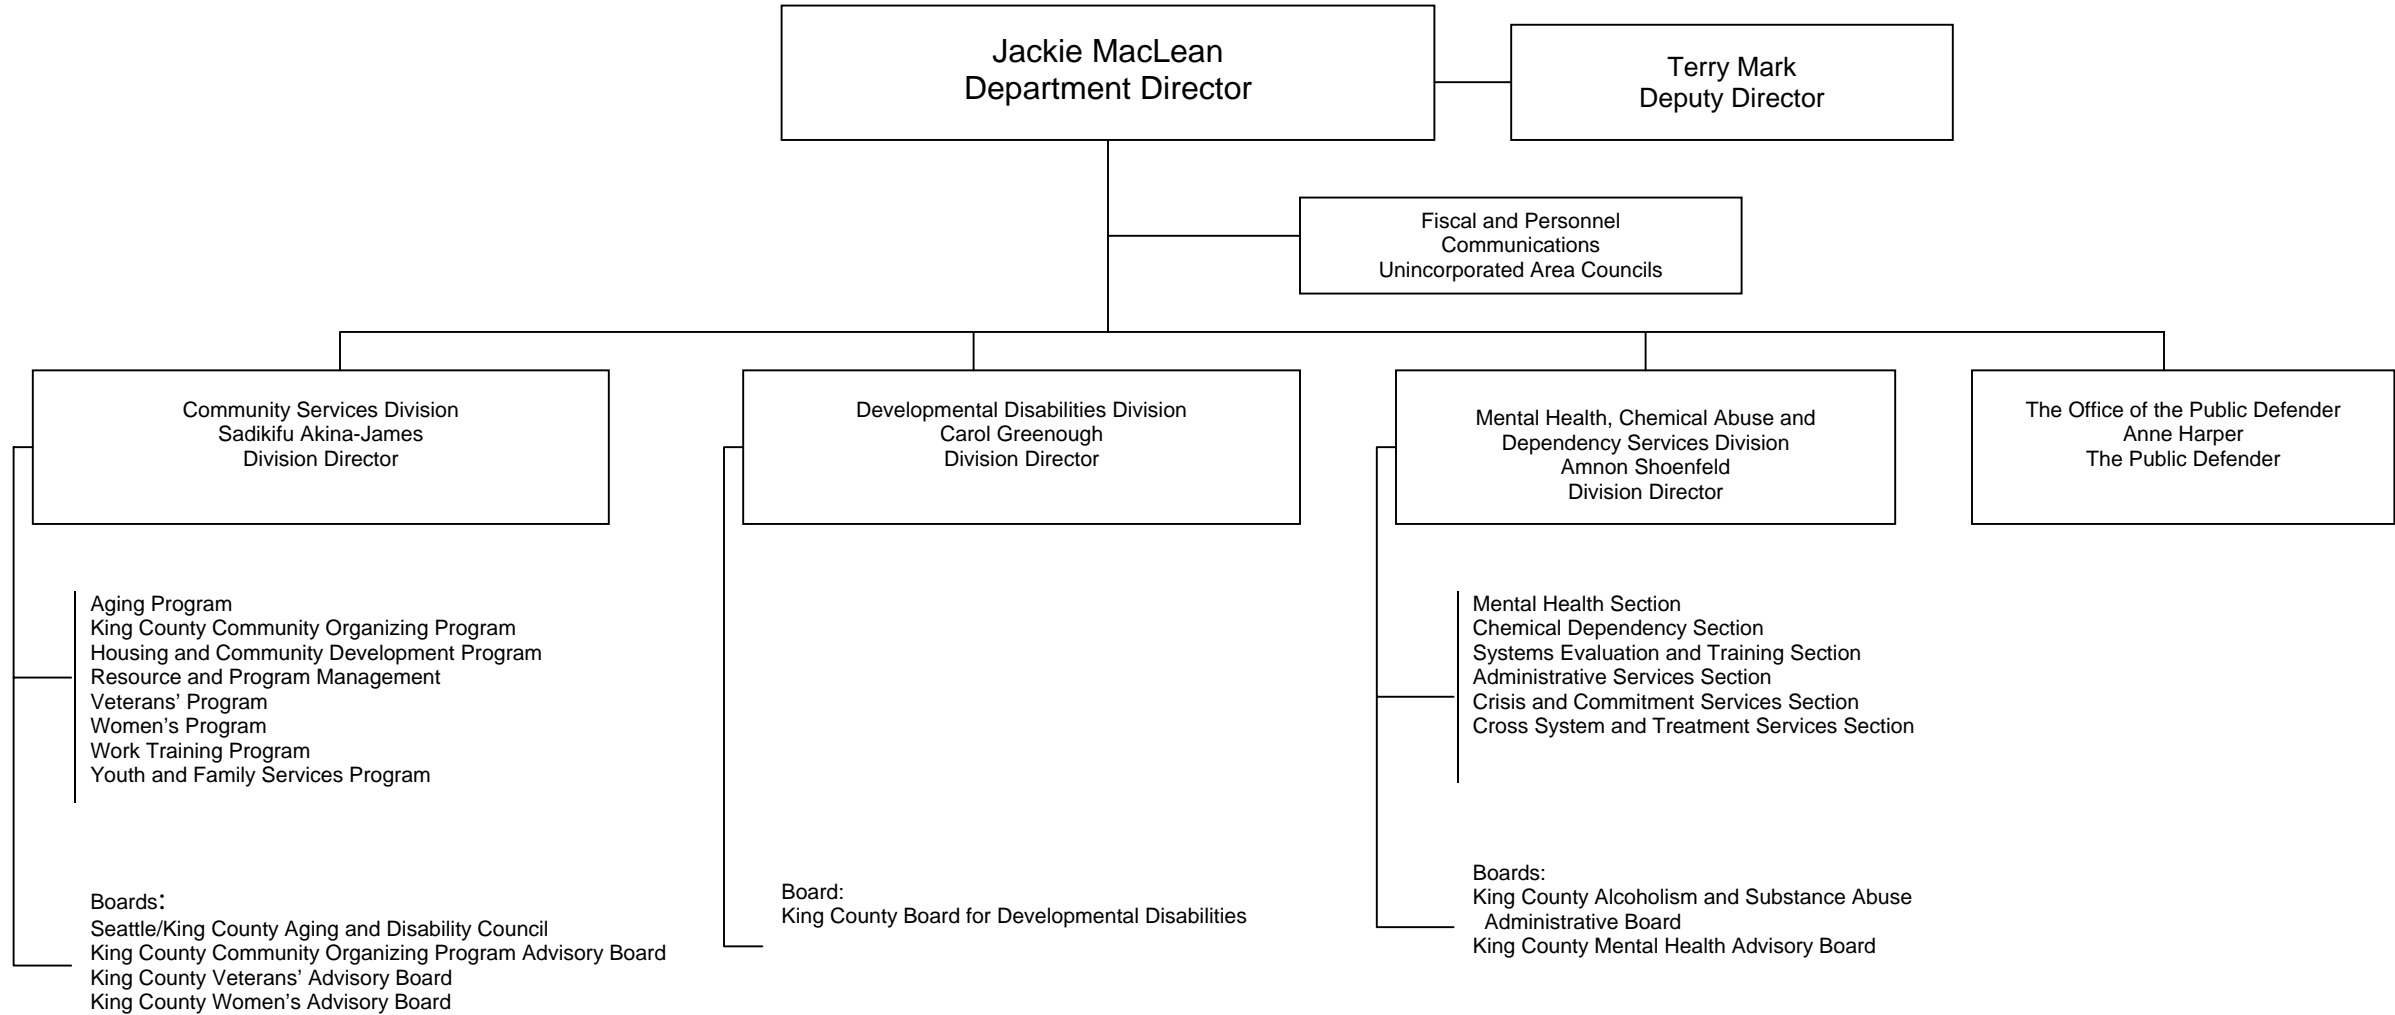 Jackie MacLean
Department Director
Terry Mark
Deputy Director
Fiscal and Personnel
Communications
Unincorporated Area Councils
Community Services Division
Sadikifu Akina-James
Division Director
Developmental Disabilities Division
Carol Greenough
Division Director
Mental Health, Chemical Abuse and
Dependency Services Division
Amnon Shoenfeld
Division Director
The Office of the Public Defender
Anne Harper
The Public Defender
Aging Program
King County Community Organizing Program
Housing and Community Development Program
Resource and Program Management
Veterans’ Program
Women’s Program
Work Training Program
Youth and Family Services Program
Mental Health Section
Chemical Dependency Section
Systems Evaluation and Training Section
Administrative Services Section
Crisis and Commitment Services Section
Cross System and Treatment Services Section
Boards:
Seattle/King County Aging and Disability Council
King County Community Organizing Program Advisory Board
King County Veterans’ Advisory Board
King County Women’s Advisory Board
Board:
King County Board for Developmental Disabilities
Boards:
King County Alcoholism and Substance Abuse
Administrative Board
King County Mental Health Advisory Board